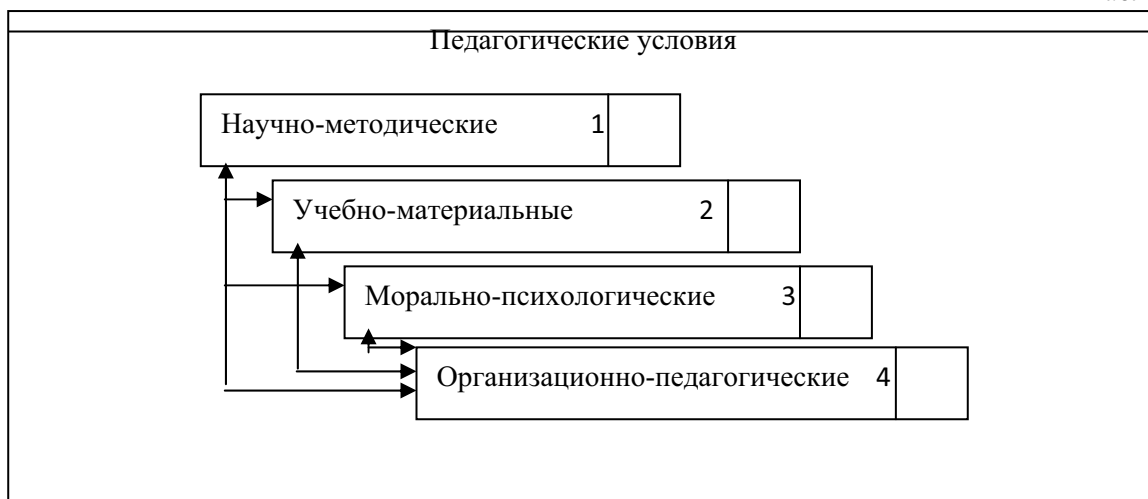 Педагогические условия
Научно-методические 1
Учебно-материальные 2
Морально-психологические 3
Организационно-педагогические 4